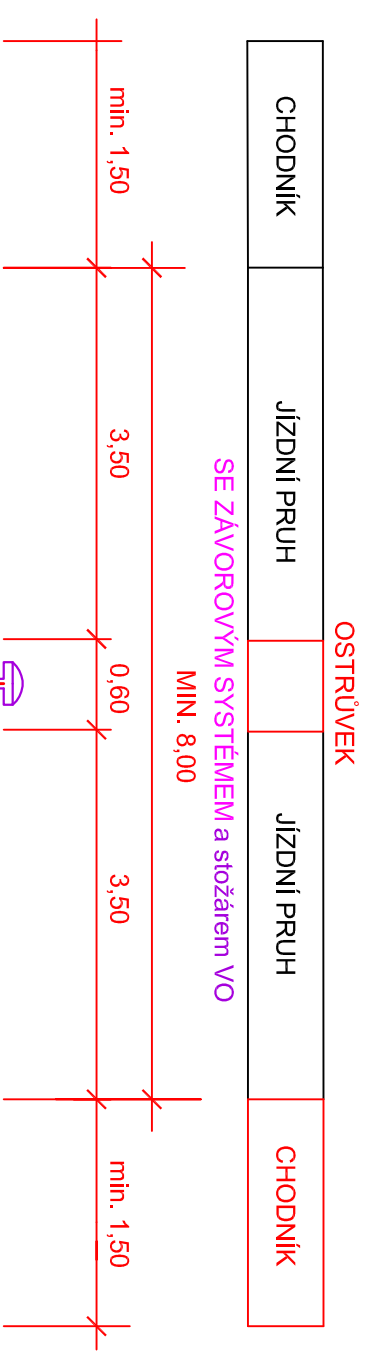 CHODNÍK
JÍZDNÍ PRUH
OSTRŮVEK
JÍZDNÍ PRUH
CHODNÍK
SE ZÁVOROVÝM SYSTÉMEM a stožárem VO
MIN. 8,00
min. 1,50
3,50
0,60
3,50
min. 1,50